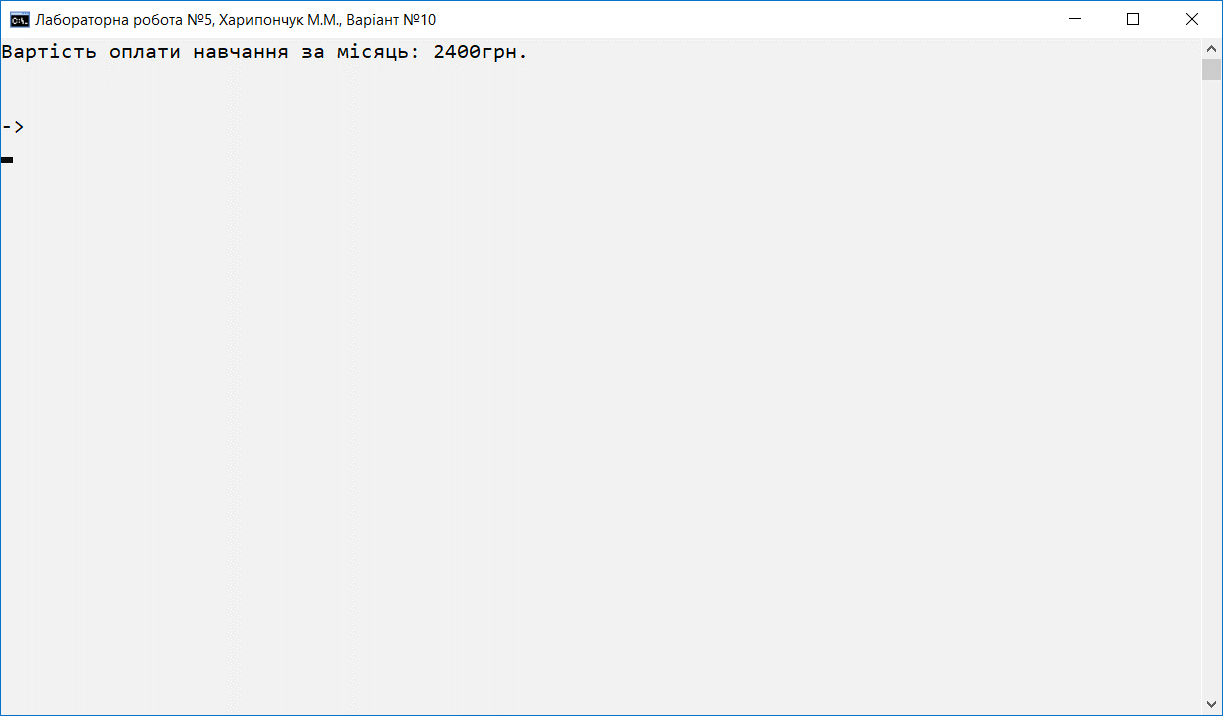 Лабораторна робота №5, Харипончук М.М., Варіант №10
Вартість оплати навчання за місяць: 2400грн.
->